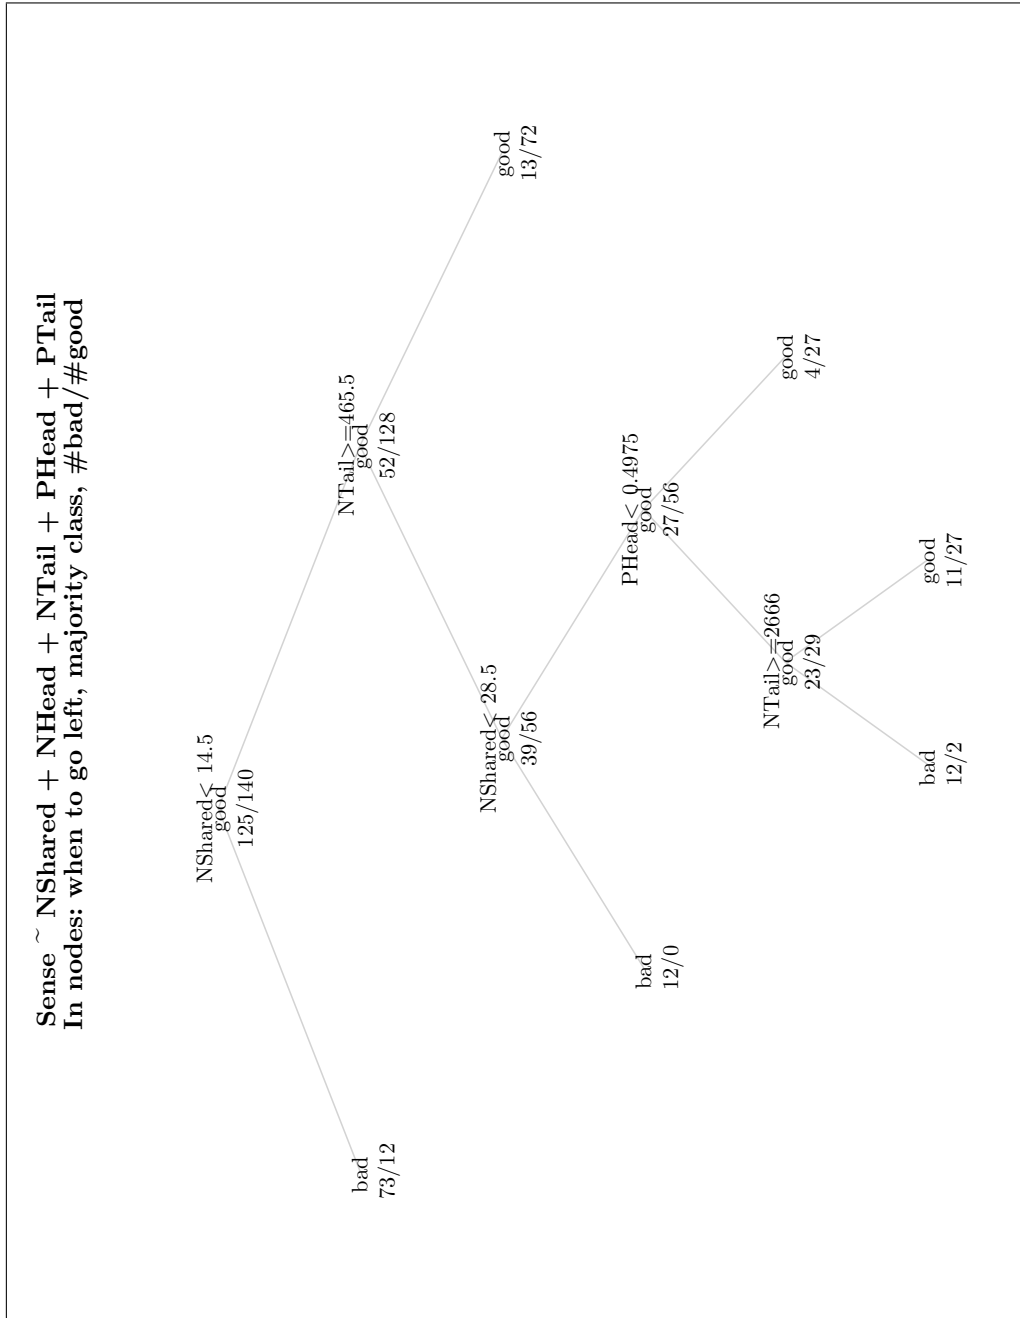 Sense ~ NShared + NHead + NTail + PHead + PTail
In nodes: when to go left, majority class, #bad/#good
NShared< 14.5
good
125/140
bad
73/12
NTail>=465.5
good
52/128
NShared< 28.5
good
39/56
good
13/72
bad
12/0
PHead< 0.4975
good
27/56
NTail>=2666
good
23/29
good
4/27
bad
12/2
good
11/27